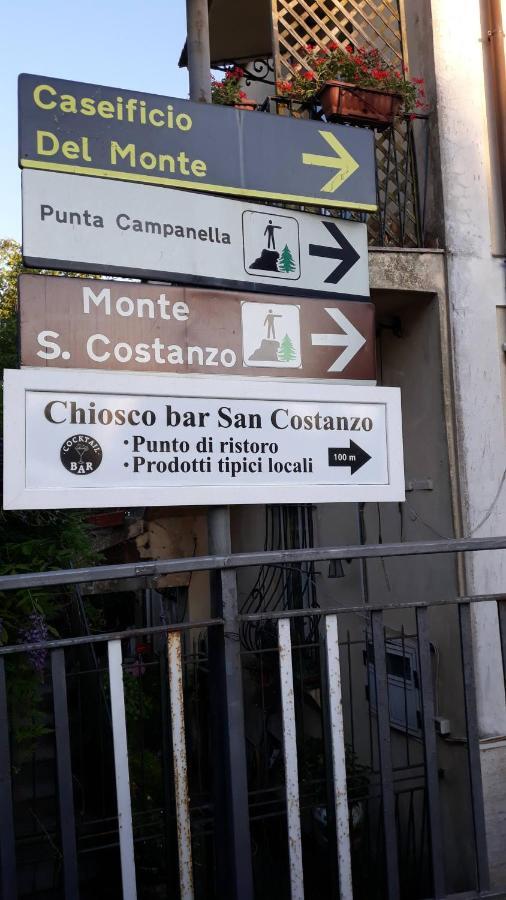 Caseificio
Del Monte
Punta Campanella
Monte
S. Costanzo
Chiosco bar San Costanzo
COCKTAIL
BAR
·Punto di ristoro
·Prodotti tipici locali
100 m